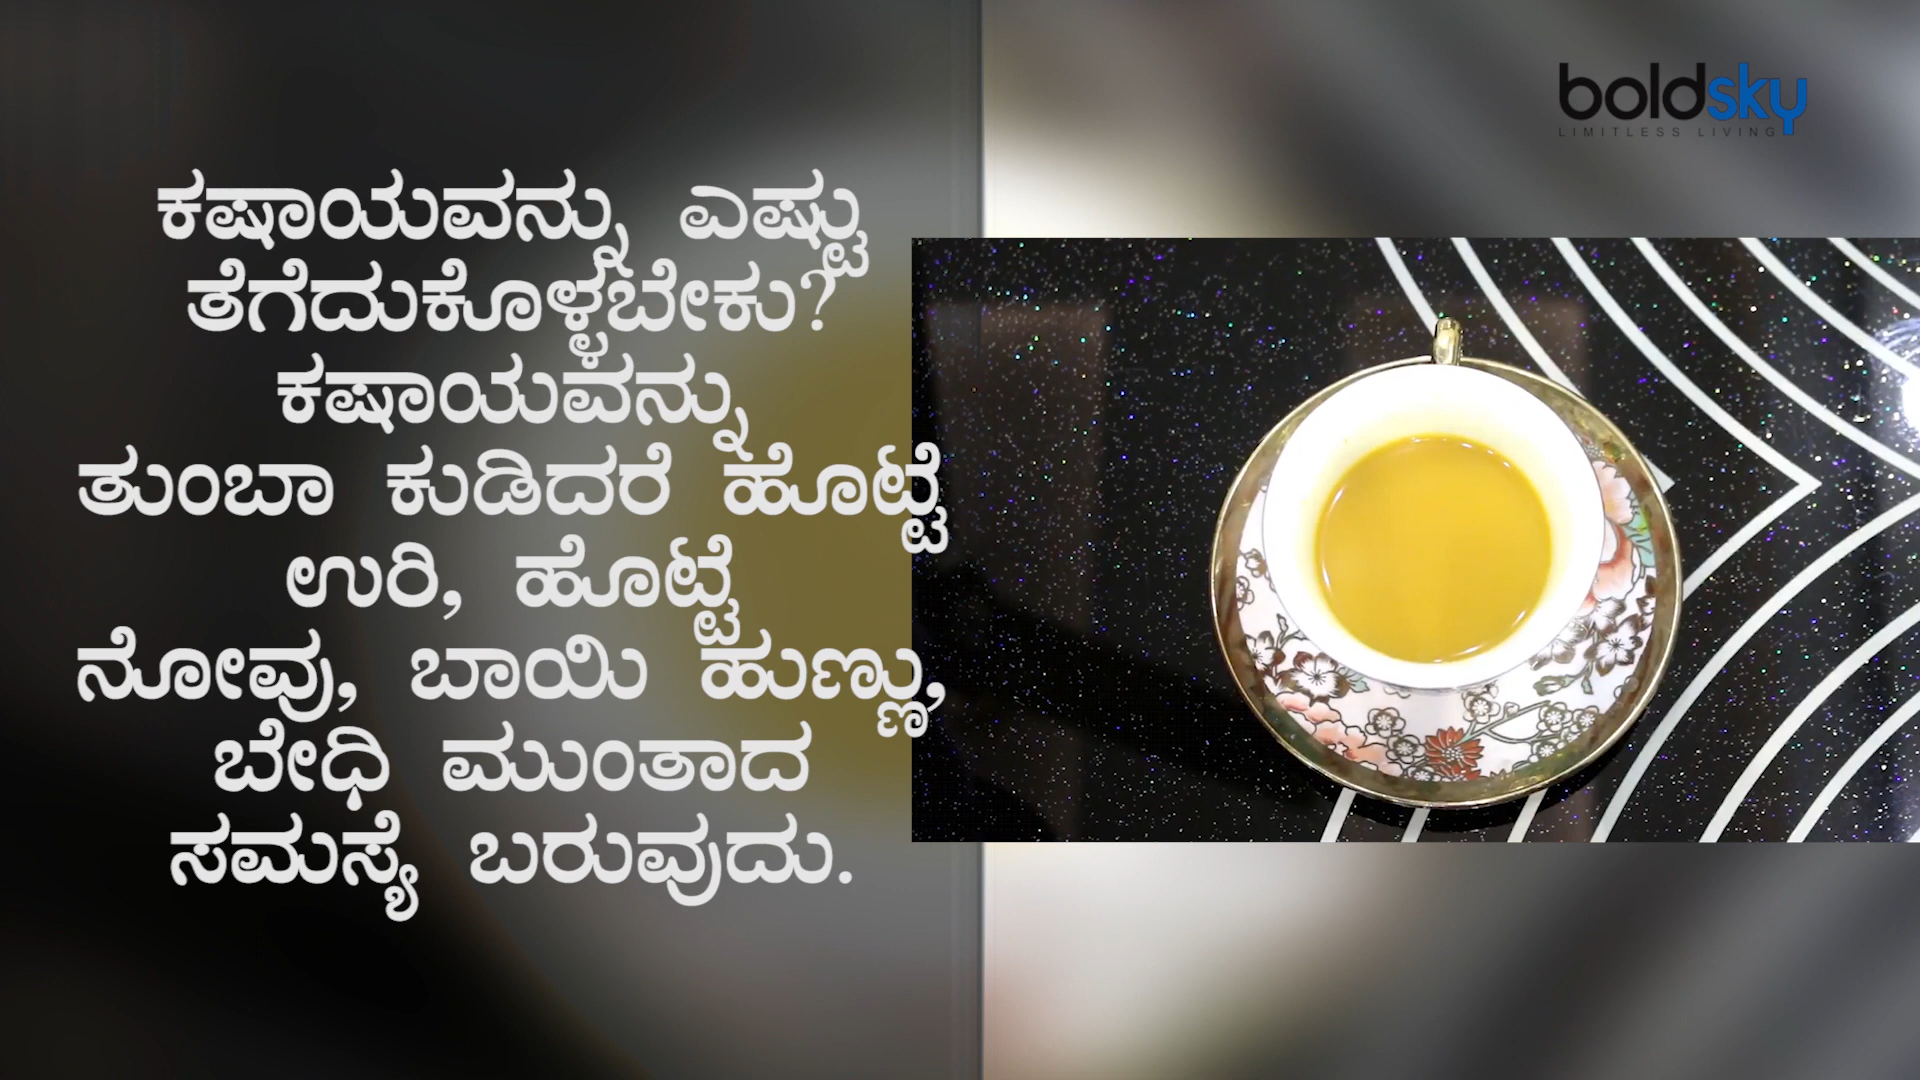 boldsky
LIMITLESS LIVING
ಕಷಾಯವನ್ನು ಎಷ್ಟು
ತೆಗೆದುಕೊಳ್ಳಬೇಕು?
ಕಷಾಯವನ್ನು
ತುಂಬಾ ಕುಡಿದರೆ ಹೊಟ್ಟೆ
ಉರಿ, ಹೊಟ್ಟೆ
ನೋವು, ಬಾಯಿ ಹುಣ್ಣು,
ಬೇಧಿ ಮುಂತಾದ
ಸಮಸ್ಯೆ ಬರುವುದು.